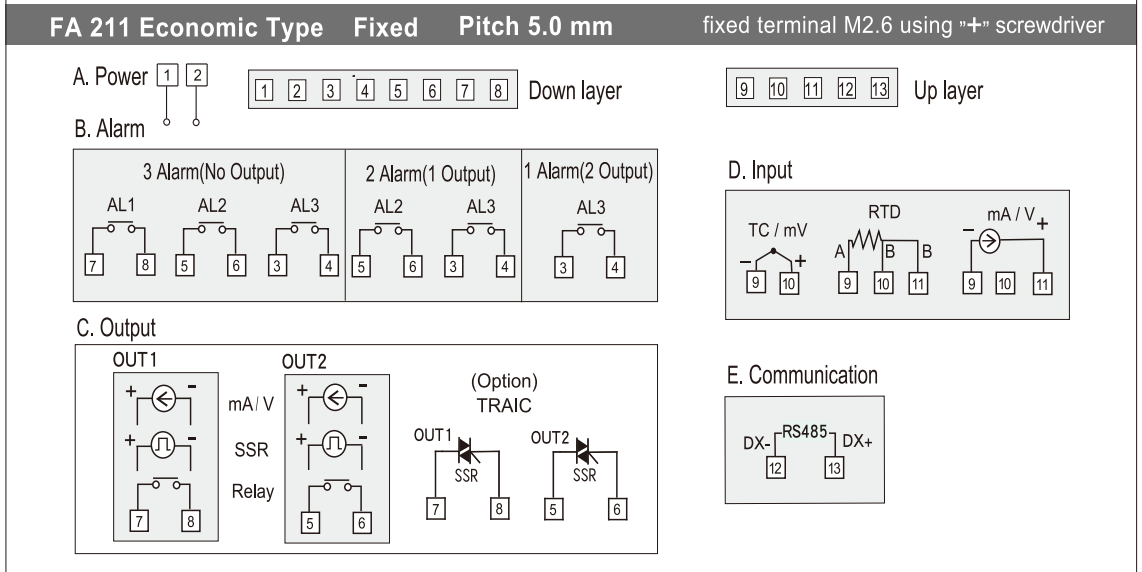 FA 211 Economic Type Fixed Pitch 5.0 mm fixed terminal M2.6 using "+" screwdriver
A. Power 1 2
1 2 3 4 5 6 7 8 Down layer
9 10 11 12 13 Up layer
B. Alarm
3 Alarm(No Output) 2 Alarm(1 Output) 1 Alarm(2 Output)
AL1 AL2 AL3 AL2 AL3 AL3
7 8 5 6 3 4 5 6 3 4 3 4
D. Input
TC / mV RTD mA / V
- + A B B - +
9 10 9 10 11 9 10 11
C. Output
OUT1 OUT2
+ - mA/V + -
+ - SSR + -
Relay
7 8 5 6
(Option)
TRAIC
OUT1 OUT2
SSR SSR
7 8 5 6
E. Communication
DX- RS485 DX+
12 13